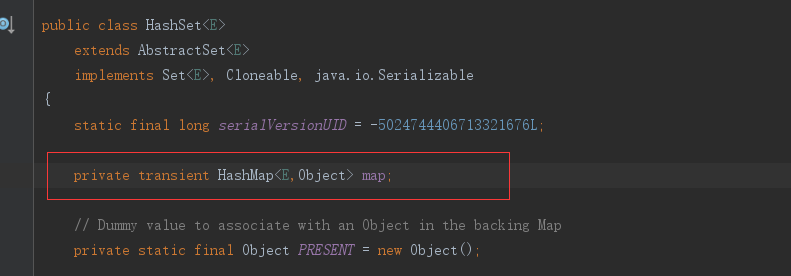 public class HashSet<E>
extends AbstractSet<E>
implements Set<E>, Cloneable, java.io.Serializable
{
static final long serialVersionUID = -5024744406713321676L;
private transient HashMap<E,Object> map;
// Dummy value to associate with an Object in the backing Map
private static final Object PRESENT = new Object();